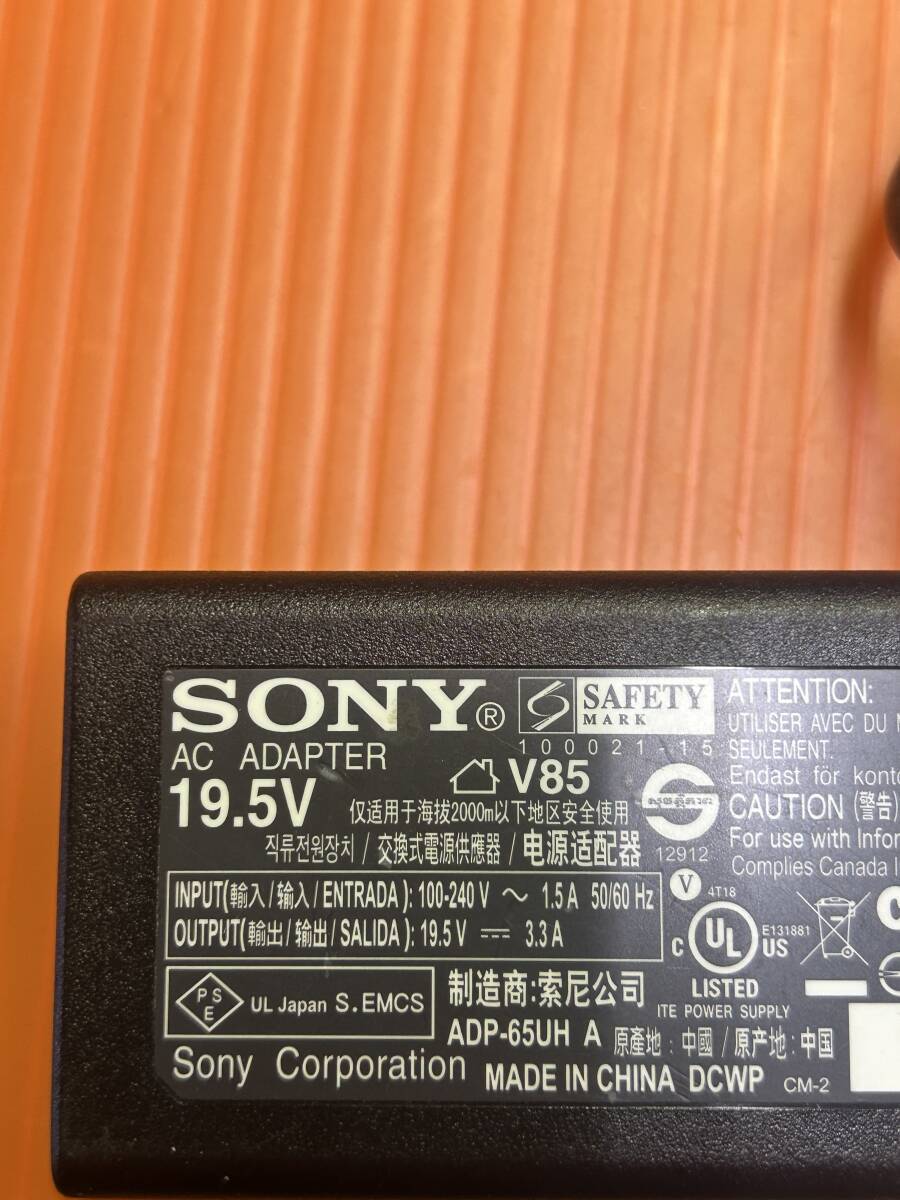 SONY®
AC ADAPTER
19.5V
V85
仅适用于海拔2000m以下地区安全使用
직류전원장치 / 交換式電源供應器 / 电源适配器
INPUT(輸入/输入/ENTRADA): 100-240 V ～ 1.5 A 50/60 Hz
OUTPUT(輸出/输出/SALIDA): 19.5 V ⎓ 3.3 A
PSE
UL Japan S.EMCS
制造商:索尼公司
ADP-65UH A 原產地 : 中國 / 原产地: 中国
Sony Corporation
MADE IN CHINA DCWP CM-2
SAFETY
MARK
100021-15
12912
V
4T18
C UL US
E131881
LISTED
ITE POWER SUPPLY
ATTENTION:
UTILISER AVEC DU
SEULEMENT.
Endast för
CAUTION (警告)
For use with
Complies Canada